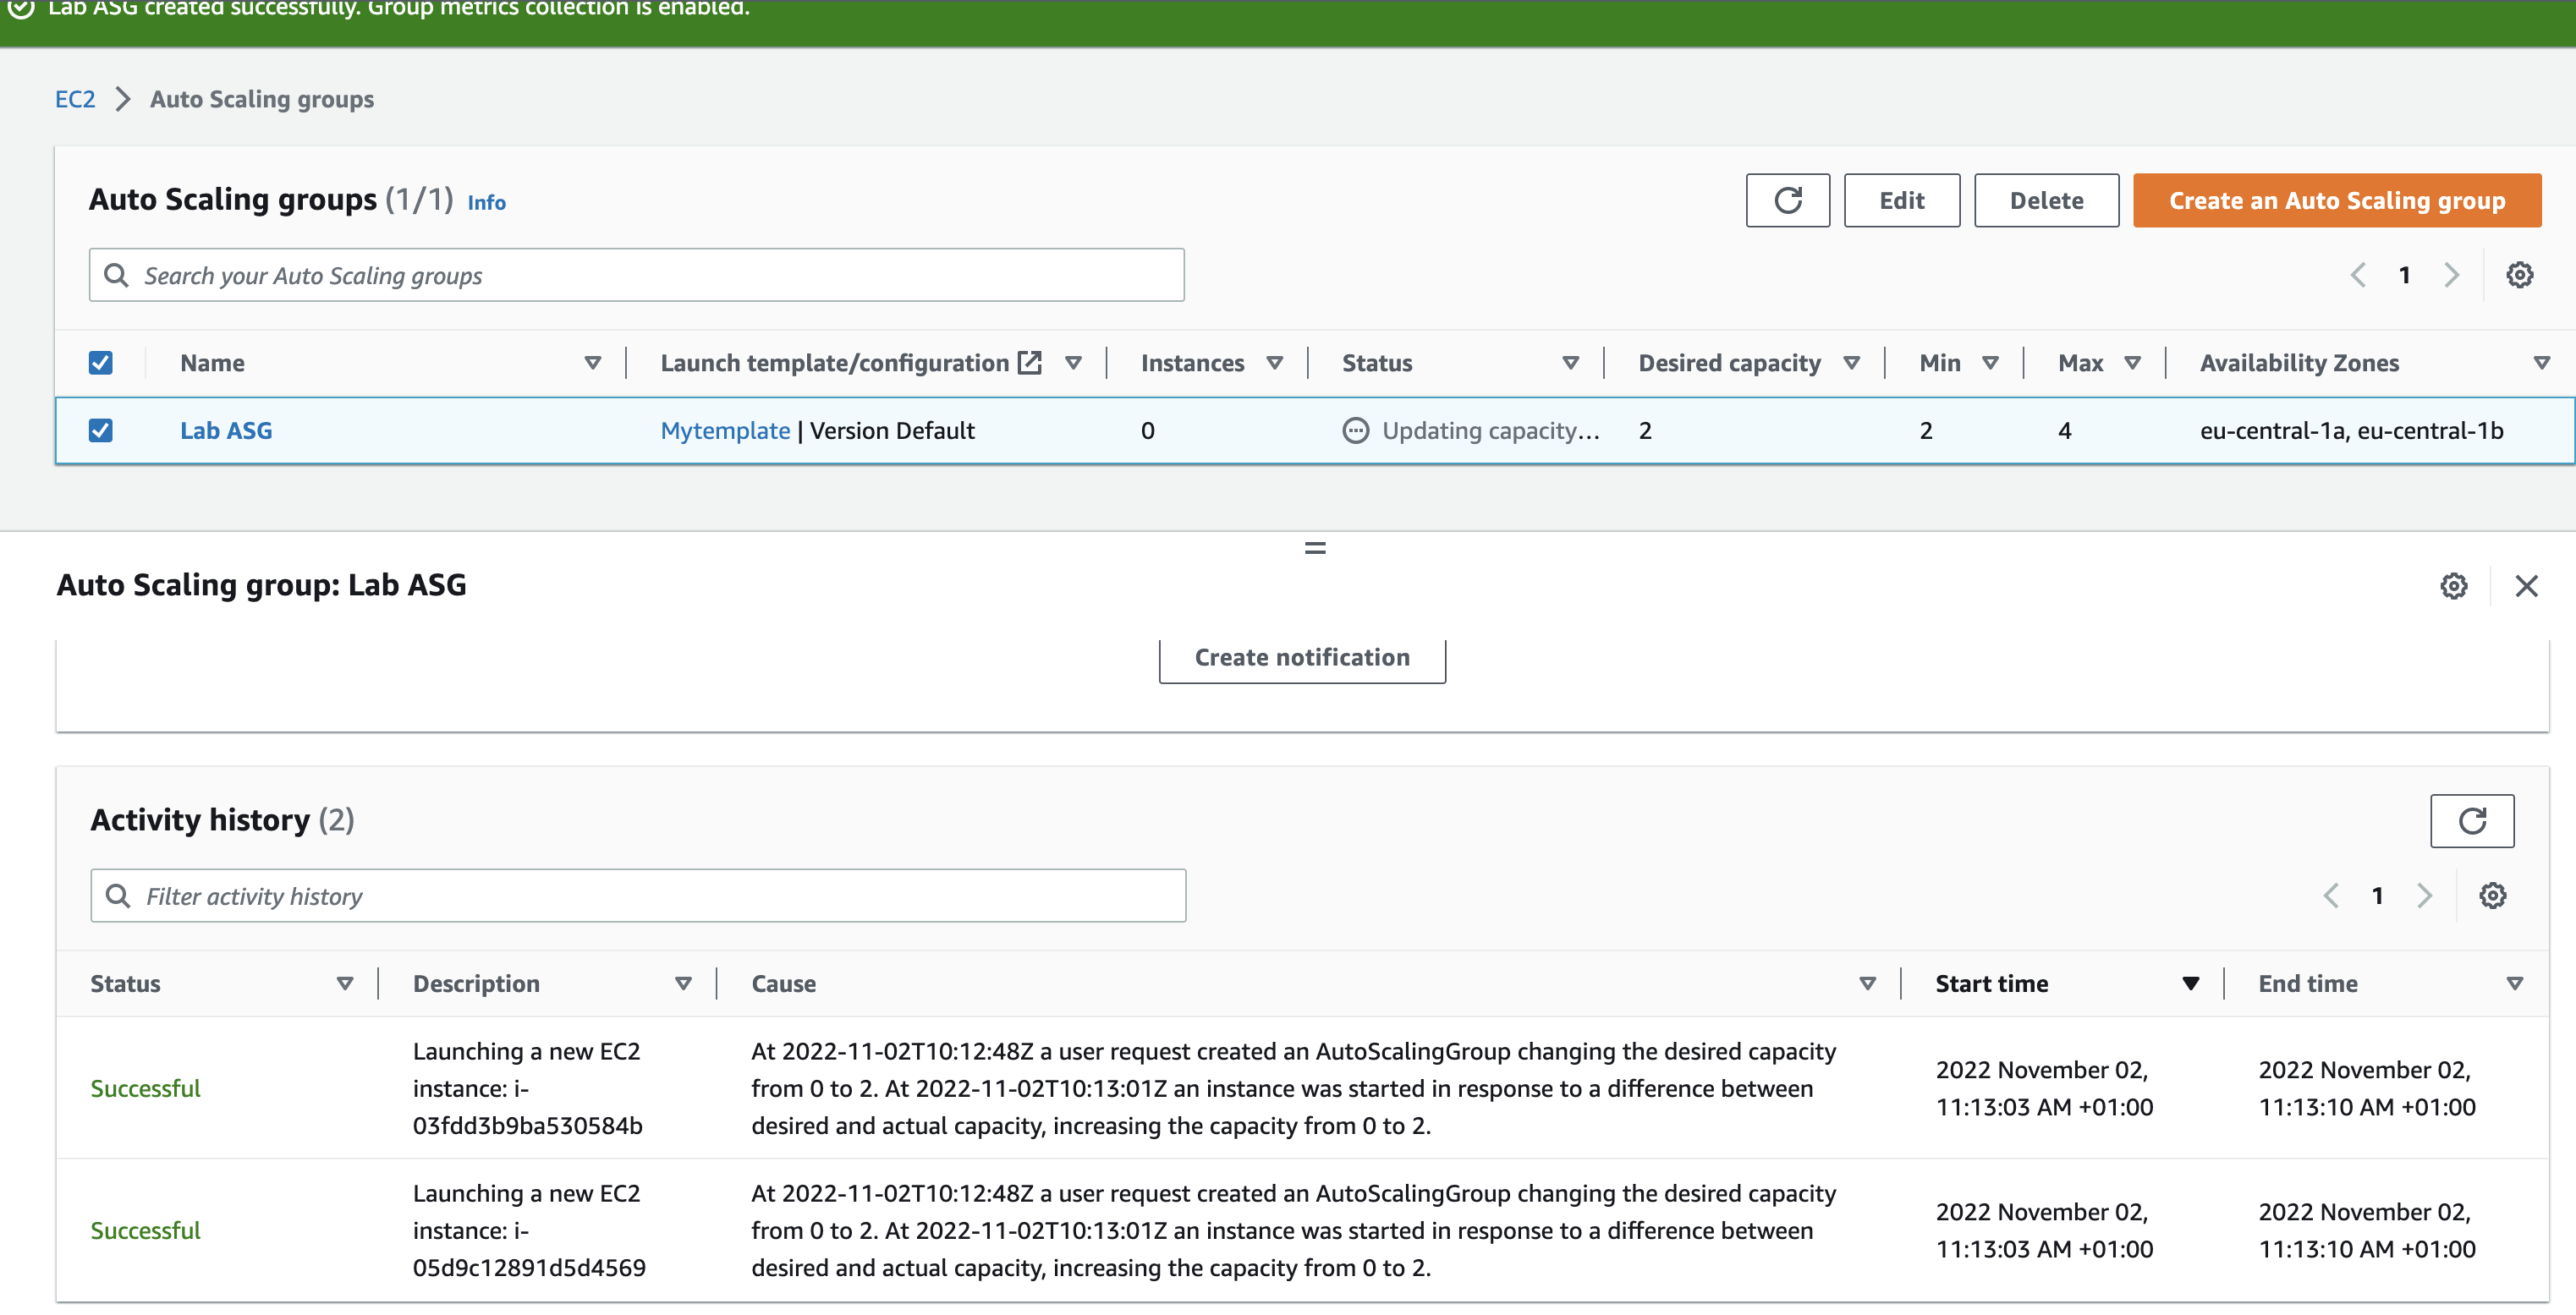 Lab ASG created successfully. Group metrics collection is enabled.
EC2 Auto Scaling groups
Auto Scaling groups (1/1) Info
Edit Delete Create an Auto Scaling group
Search your Auto Scaling groups
1
Name Launch template/configuration Instances Status Desired capacity Min Max Availability Zones
Lab ASG Mytemplate | Version Default 0 Updating capacity... 2 2 4 eu-central-1a, eu-central-1b
Auto Scaling group: Lab ASG
Create notification
Activity history (2)
Filter activity history
1
Status Description Cause Start time End time
Successful
Launching a new EC2
instance: i-
03fdd3b9ba530584b
At 2022-11-02T10:12:48Z a user request created an AutoScalingGroup changing the desired capacity
from 0 to 2. At 2022-11-02T10:13:01Z an instance was started in response to a difference between
desired and actual capacity, increasing the capacity from 0 to 2.
2022 November 02,
11:13:03 AM +01:00
2022 November 02,
11:13:10 AM +01:00
Successful
Launching a new EC2
instance: i-
05d9c12891d5d4569
At 2022-11-02T10:12:48Z a user request created an AutoScalingGroup changing the desired capacity
from 0 to 2. At 2022-11-02T10:13:01Z an instance was started in response to a difference between
desired and actual capacity, increasing the capacity from 0 to 2.
2022 November 02,
11:13:03 AM +01:00
2022 November 02,
11:13:10 AM +01:00